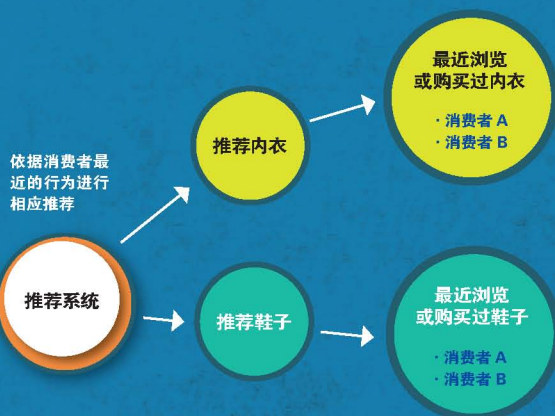 最近浏览
或购买过内衣
· 消费者 A
· 消费者 B
推荐内衣
依据消费者最
近的行为进行
相应推荐
推荐系统
推荐鞋子
最近浏览
或购买过鞋子
· 消费者 A
· 消费者 B